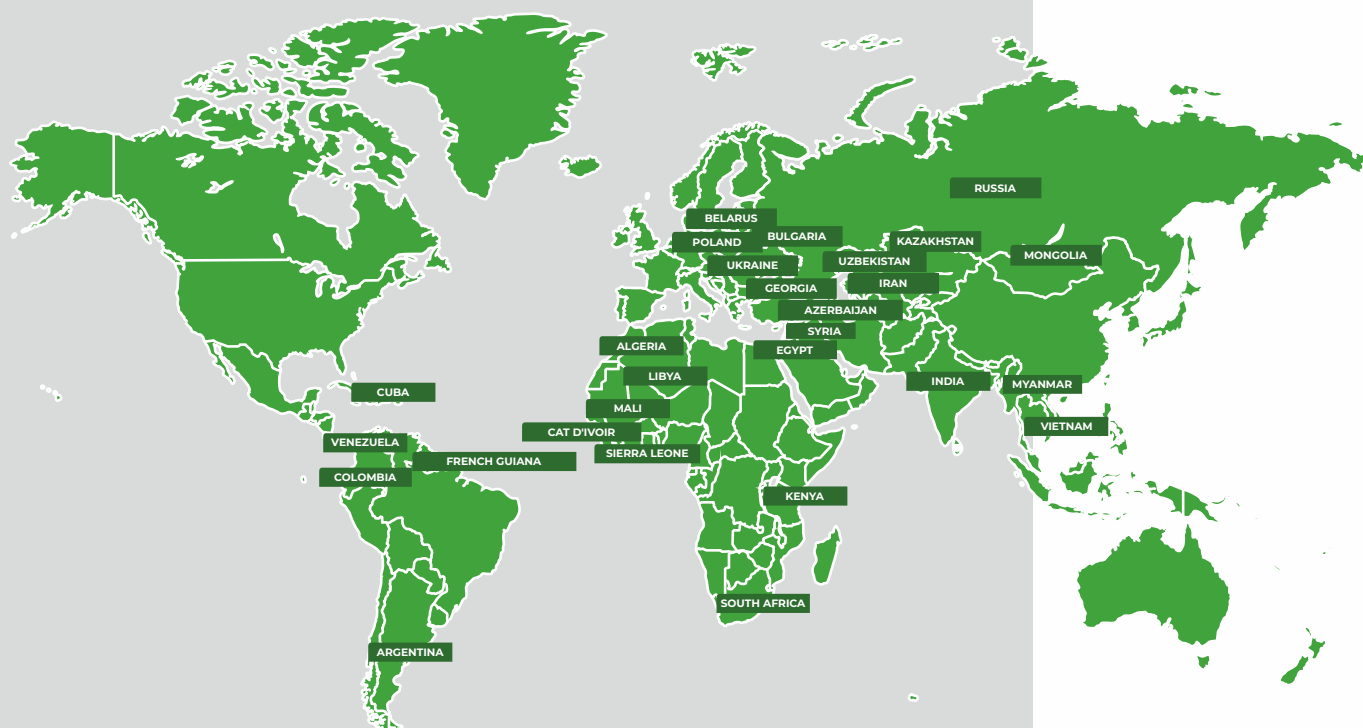 RUSSIA
BELARUS
BULGARIA
POLAND
KAZAKHSTAN
MONGOLIA
UZBEKISTAN
UKRAINE
IRAN
GEORGIA
AZERBAIJAN
SYRIA
ALGERIA
EGYPT
LIBYA
INDIA
MYANMAR
CUBA
MALI
VIETNAM
CAT D'IVOIR
VENEZUELA
SIERRA LEONE
FRENCH GUIANA
COLOMBIA
KENYA
SOUTH AFRICA
ARGENTINA